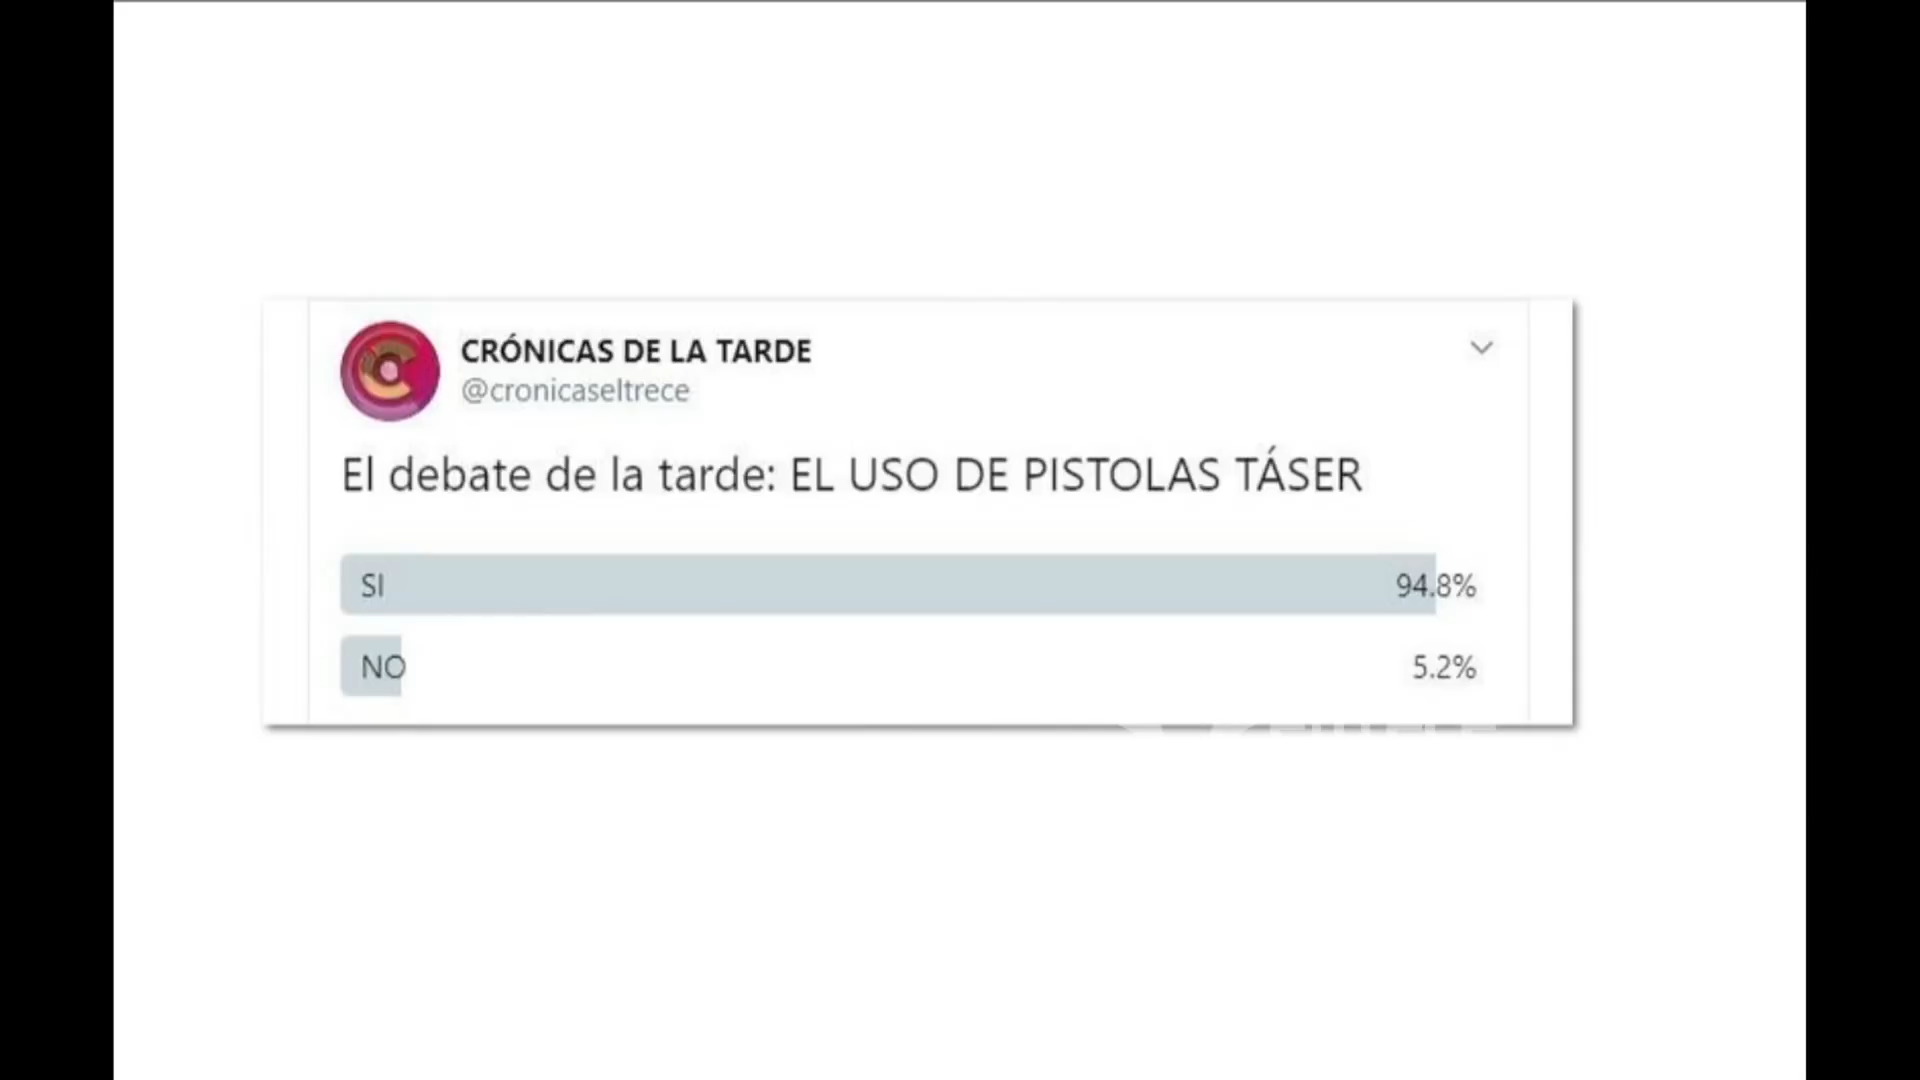 CRÓNICAS DE LA TARDE
@cronicaseltrece
El debate de la tarde: EL USO DE PISTOLAS TÁSER
SI 94.8%
NO 5.2%